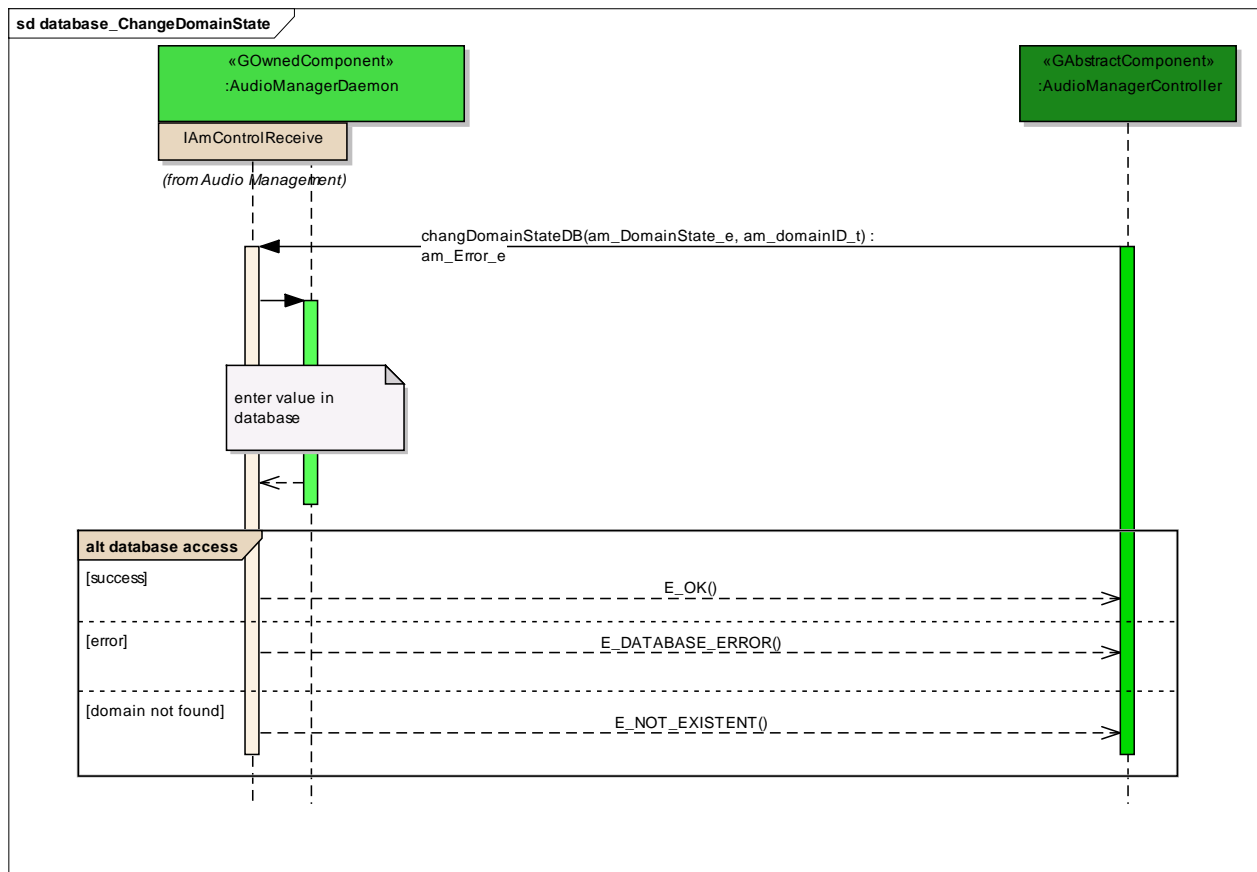 sd database_ChangeDomainState
«GOwnedComponent»
:AudioManagerDaemon
«GAbstractComponent»
:AudioManagerController
IAmControlReceive
(from Audio Management)
changDomainStateDB(am_DomainState_e, am_domainID_t) :
am_Error_e
enter value in
database
alt database access
[success]
E_OK()
[error]
E_DATABASE_ERROR()
[domain not found]
E_NOT_EXISTENT()